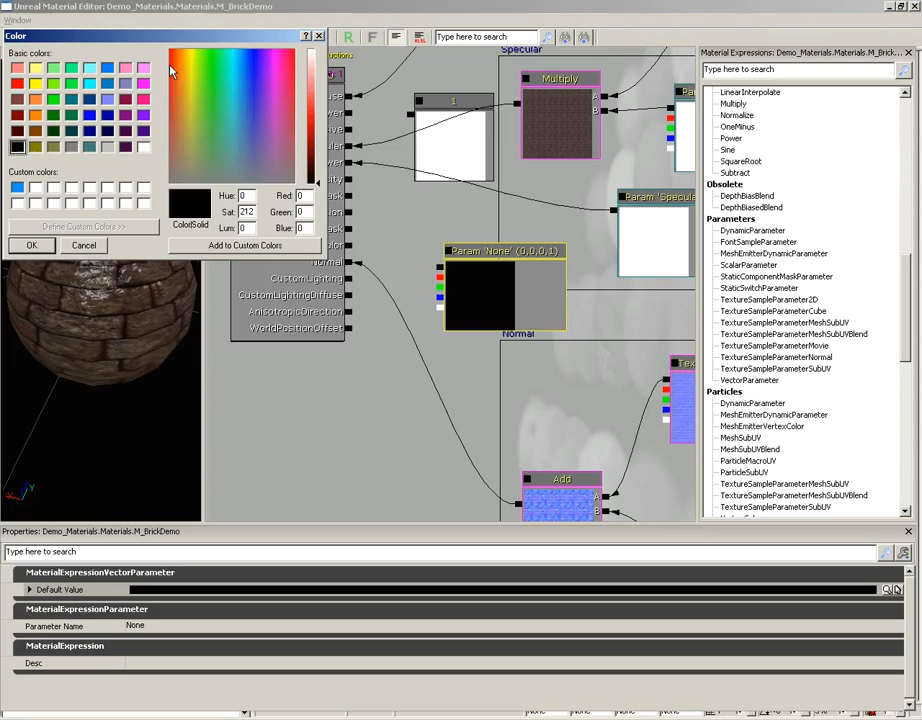 Unreal Material Editor: Demo_Materials.Materials.M_BrickDemo
Window
Color
Basic colors:
Custom colors:
Define Custom Colors >>
Color|Solid
Hue: 0
Sat: 212
Lum: 0
Red: 0
Green: 0
Blue: 0
OK
Cancel
Add to Custom Colors
R
F
Type here to search
Specular
Normal
CustomLighting
CustomLightingDiffuse
AnisotropicDirection
WorldPositionOffset
1
Multiply
A
B
Param 'Specula
Param 'None' (0,0,0,1)
Normal
Add
A
B
Material Expressions: Demo_Materials.Materials.M_Brick...
Type here to search
LinearInterpolate
Multiply
Normalize
OneMinus
Power
Sine
SquareRoot
Subtract
Obsolete
DepthBiasBlend
DepthBiasedBlend
Parameters
DynamicParameter
FontSampleParameter
MeshEmitterDynamicParameter
ScalarParameter
StaticComponentMaskParameter
StaticSwitchParameter
TextureSampleParameter2D
TextureSampleParameterCube
TextureSampleParameterMeshSubUV
TextureSampleParameterMeshSubUVBlend
TextureSampleParameterMovie
TextureSampleParameterNormal
TextureSampleParameterSubUV
VectorParameter
Particles
DynamicParameter
MeshEmitterDynamicParameter
MeshEmitterVertexColor
MeshSubUV
MeshSubUVBlend
ParticleMacroUV
ParticleSubUV
TextureSampleParameterMeshSubUV
TextureSampleParameterMeshSubUVBlend
TextureSampleParameterSubUV
Properties: Demo_Materials.Materials.M_BrickDemo
Type here to search
MaterialExpressionVectorParameter
Default Value
MaterialExpressionParameter
Parameter Name None
MaterialExpression
Desc